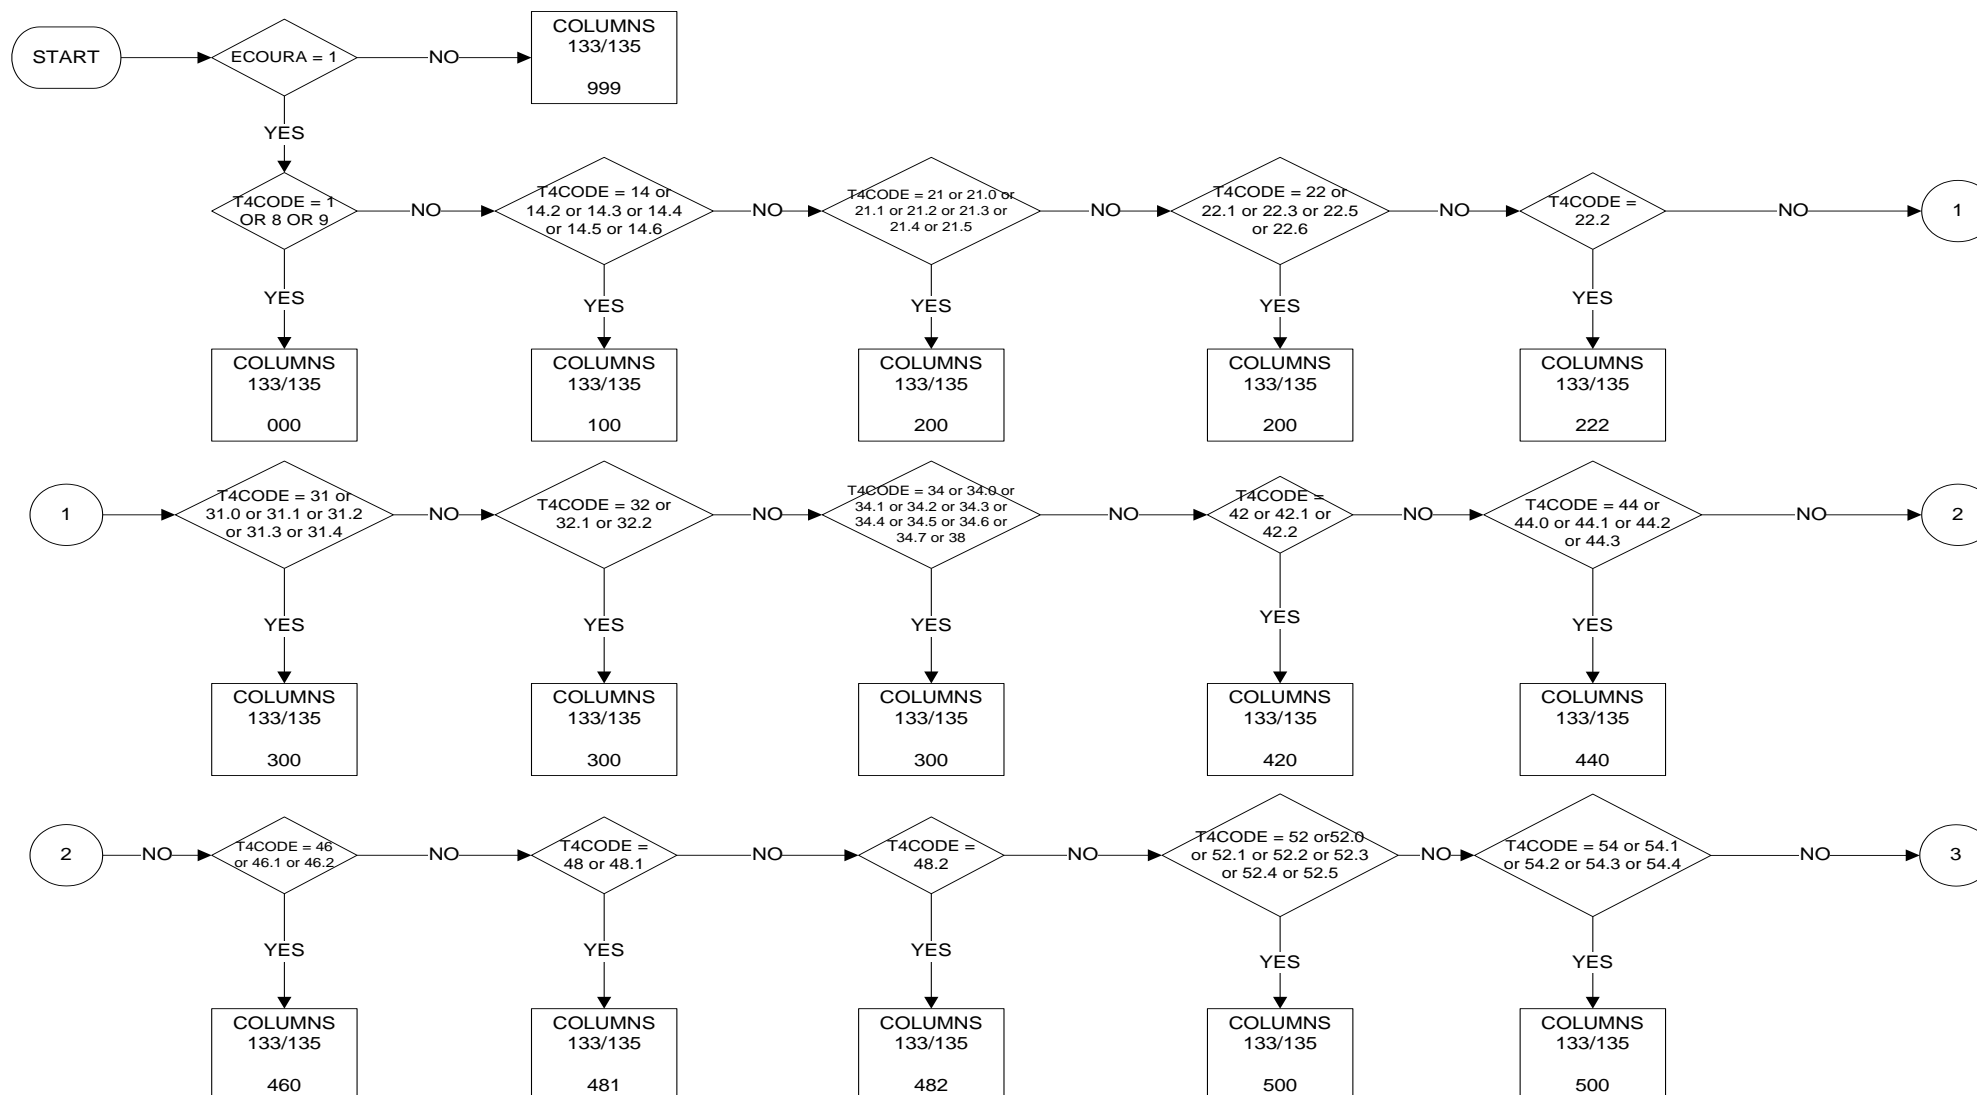 START
ECOURA = 1
NO
COLUMNS
133/135
999
YES
T4CODE = 1
OR 8 OR 9
NO
T4CODE = 14 or
14.2 or 14.3 or 14.4
or 14.5 or 14.6
NO
T4CODE = 21 or 21.0 or
21.1 or 21.2 or 21.3 or
21.4 or 21.5
NO
T4CODE = 22 or
22.1 or 22.3 or 22.5
or 22.6
NO
T4CODE =
22.2
NO
1
YES
YES
YES
YES
YES
COLUMNS
133/135
000
COLUMNS
133/135
100
COLUMNS
133/135
200
COLUMNS
133/135
200
COLUMNS
133/135
222
1
T4CODE = 31 or
31.0 or 31.1 or 31.2
or 31.3 or 31.4
NO
T4CODE = 32 or
32.1 or 32.2
NO
T4CODE = 34 or 34.0 or
34.1 or 34.2 or 34.3 or
34.4 or 34.5 or 34.6 or
34.7 or 38
NO
T4CODE =
42 or 42.1 or
42.2
NO
T4CODE = 44 or
44.0 or 44.1 or 44.2
or 44.3
NO
2
YES
YES
YES
YES
YES
COLUMNS
133/135
300
COLUMNS
133/135
300
COLUMNS
133/135
300
COLUMNS
133/135
420
COLUMNS
133/135
440
2
NO
T4CODE = 46
or 46.1 or 46.2
NO
T4CODE =
48 or 48.1
NO
T4CODE =
48.2
NO
T4CODE = 52 or52.0
or 52.1 or 52.2 or 52.3
or 52.4 or 52.5
NO
T4CODE = 54 or 54.1
or 54.2 or 54.3 or 54.4
NO
3
YES
YES
YES
YES
YES
COLUMNS
133/135
460
COLUMNS
133/135
481
COLUMNS
133/135
482
COLUMNS
133/135
500
COLUMNS
133/135
500